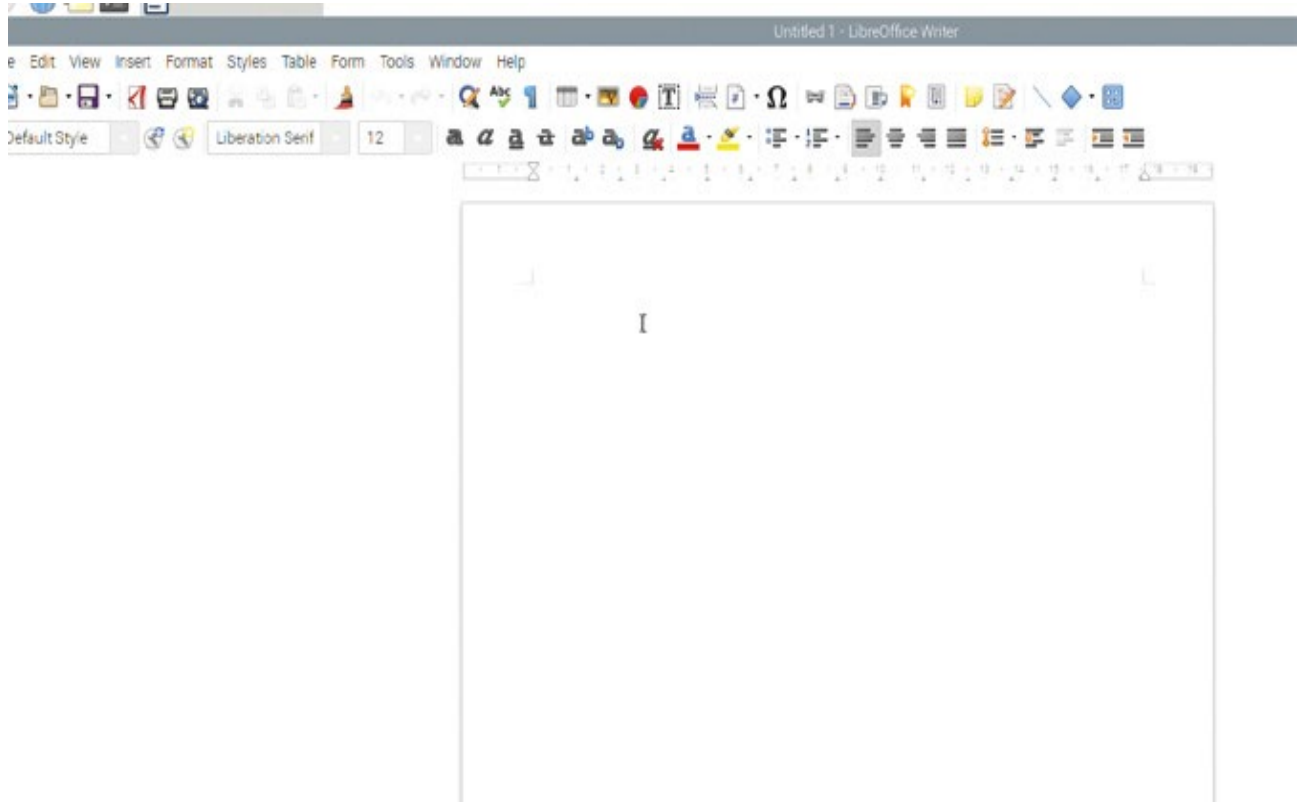 Untitled 1 - LibreOffice Writer
e Edit View Insert Format Styles Table Form Tools Window Help
Default Style Liberation Serif 12